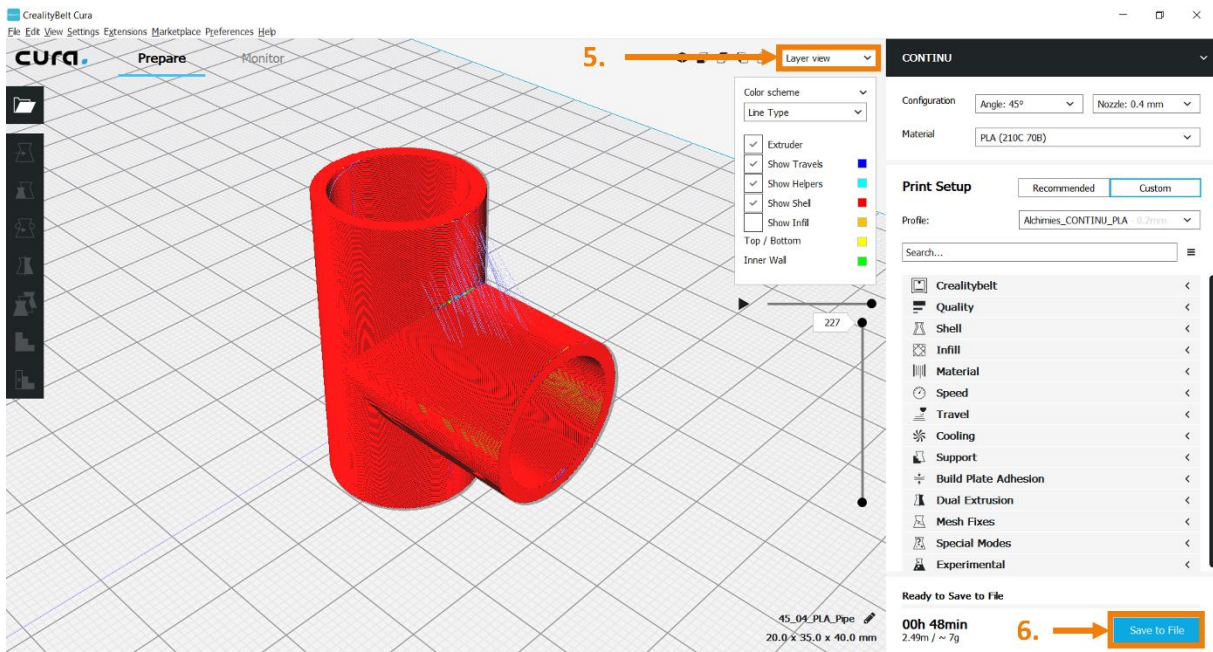 CrealityBelt Cura
File Edit View Settings Extensions Marketplace Preferences Help
cura.
Prepare
Monitor
5.
Layer view
CONTINU
Color scheme
Line Type
Extruder
Show Travels
Show Helpers
Show Shell
Show Infill
Top / Bottom
Inner Wall
227
Configuration
Angle: 45°
Nozzle: 0.4 mm
Material
PLA (210C 70B)
Print Setup
Recommended
Custom
Profile:
Alchimies_CONTINU_PLA - 0.2mm
Search...
Crealitybelt
Quality
Shell
Infill
Material
Speed
Travel
Cooling
Support
Build Plate Adhesion
Dual Extrusion
Mesh Fixes
Special Modes
Experimental
45_04_PLA_Pipe
20.0 x 35.0 x 40.0 mm
Ready to Save to File
00h 48min
2.49m / ~ 7g
6.
Save to File